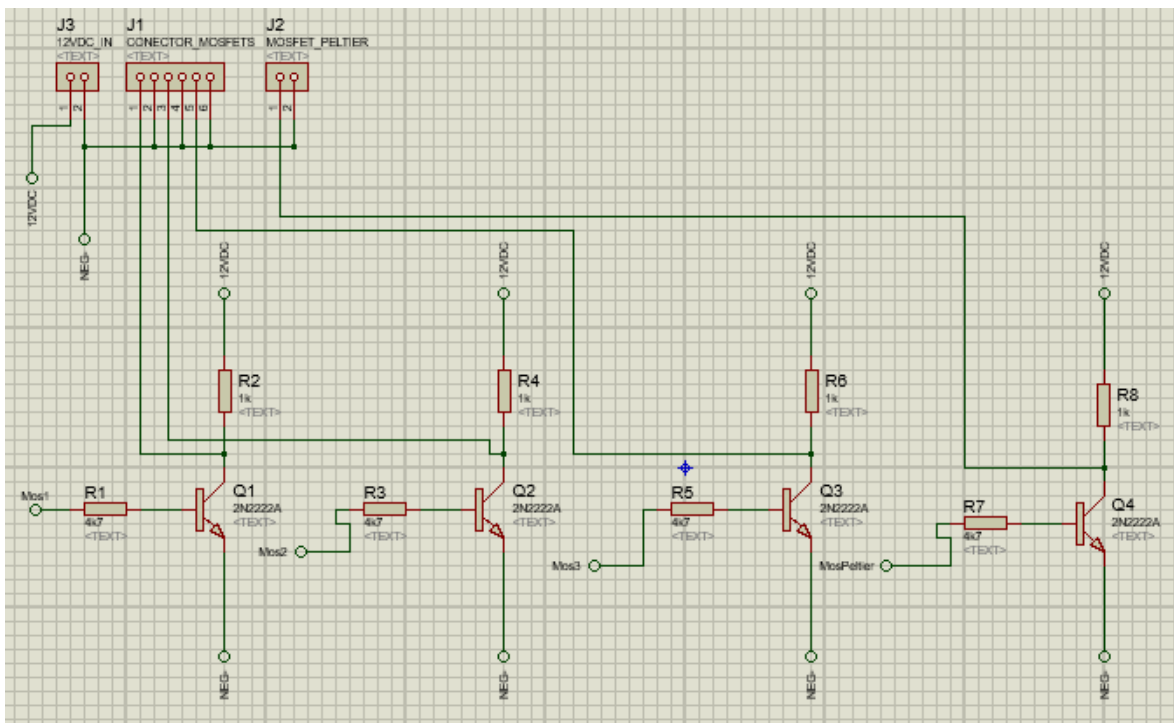 J3
12VDC_IN
<TEXT>
1
2
J1
CONECTOR_MOSFETS
<TEXT>
1
2
3
4
5
6
J2
MOSFET_PELTIER
<TEXT>
1
2
12VDC
NEG-
12VDC
12VDC
12VDC
12VDC
R2
1k
<TEXT>
R4
1k
<TEXT>
R6
1k
<TEXT>
R8
1k
<TEXT>
Mos1
R1
4k7
<TEXT>
Q1
2N2222A
<TEXT>
Mos2
R3
4k7
<TEXT>
Q2
2N2222A
<TEXT>
Mos3
R5
4k7
<TEXT>
Q3
2N2222A
<TEXT>
MosPeltier
R7
4k7
<TEXT>
Q4
2N2222A
<TEXT>
NEG-
NEG-
NEG-
NEG-